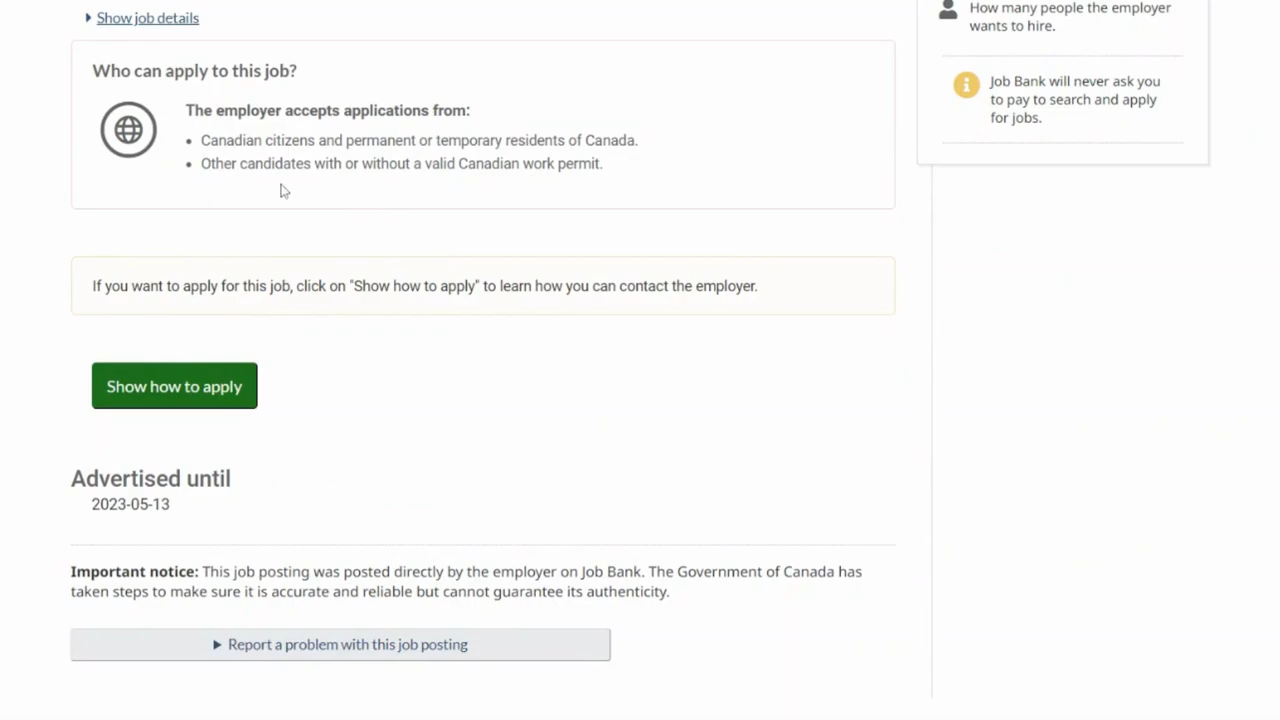 Show job details
Who can apply to this job?
The employer accepts applications from:
Canadian citizens and permanent or temporary residents of Canada.
Other candidates with or without a valid Canadian work permit.
If you want to apply for this job, click on "Show how to apply" to learn how you can contact the employer.
Show how to apply
Advertised until
2023-05-13
Important notice: This job posting was posted directly by the employer on Job Bank. The Government of Canada has
taken steps to make sure it is accurate and reliable but cannot guarantee its authenticity.
Report a problem with this job posting
How many people the employer
wants to hire.
Job Bank will never ask you
to pay to search and apply
for jobs.